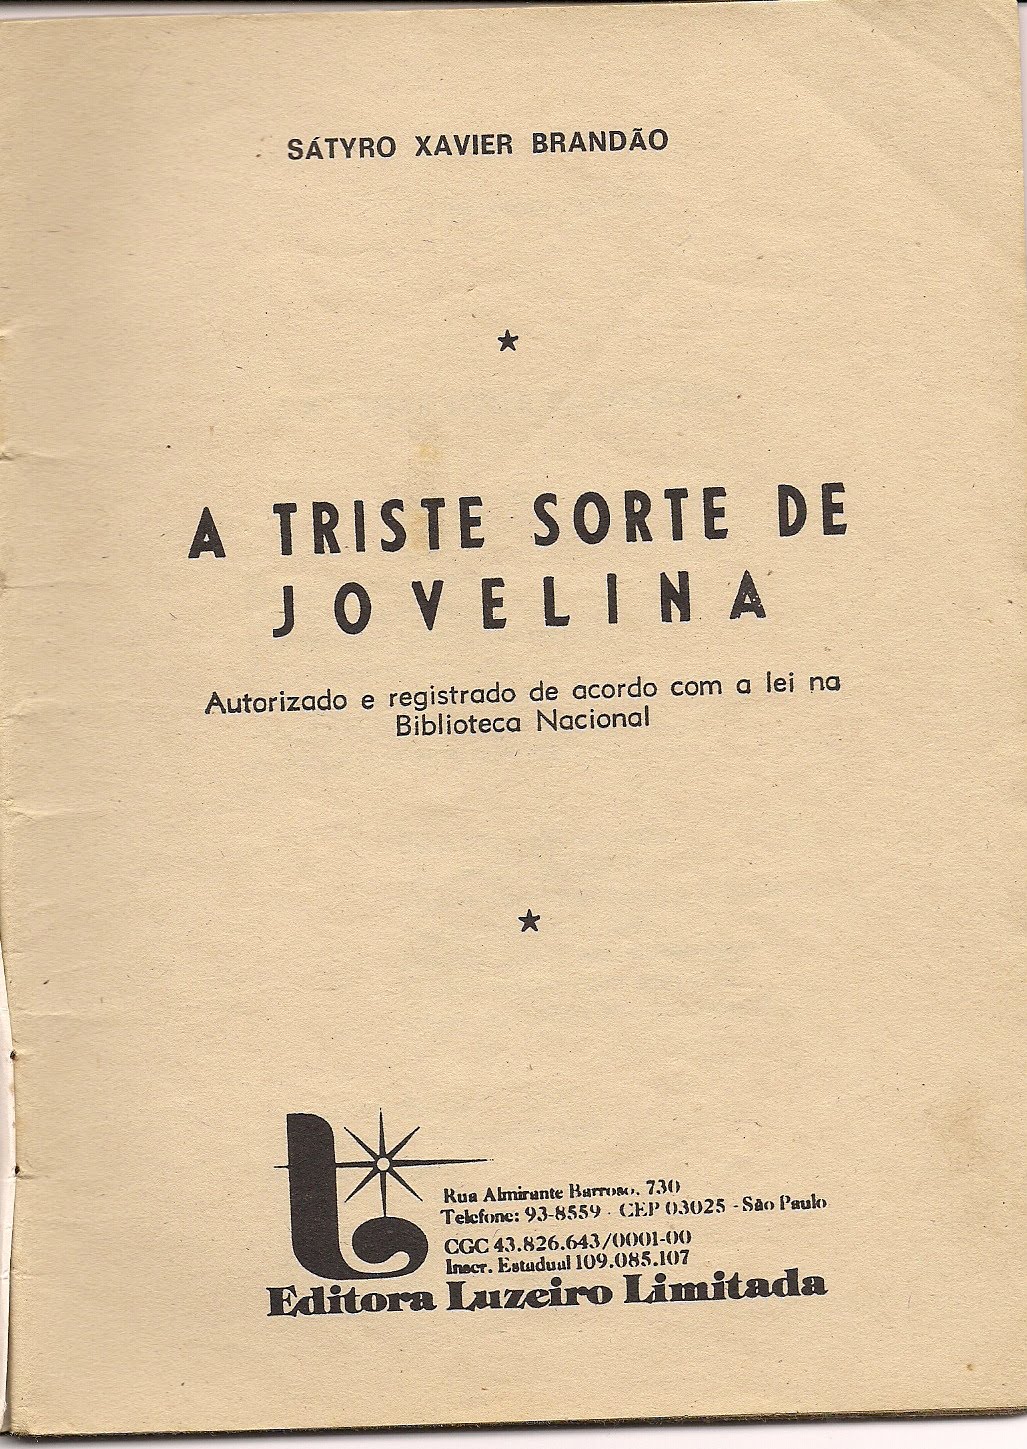 SÁTYRO XAVIER BRANDÃO
A TRISTE SORTE DE
JOVELINA
Autorizado e registrado de acordo com a lei na
Biblioteca Nacional
Rua Almirante Barroso, 730
Telefone: 93-8559 - CEP 03025 - São Paulo
CGC 43.826.643/0001-00
Inscr. Estadual 109.085.107
Editora Luzeiro Limitada